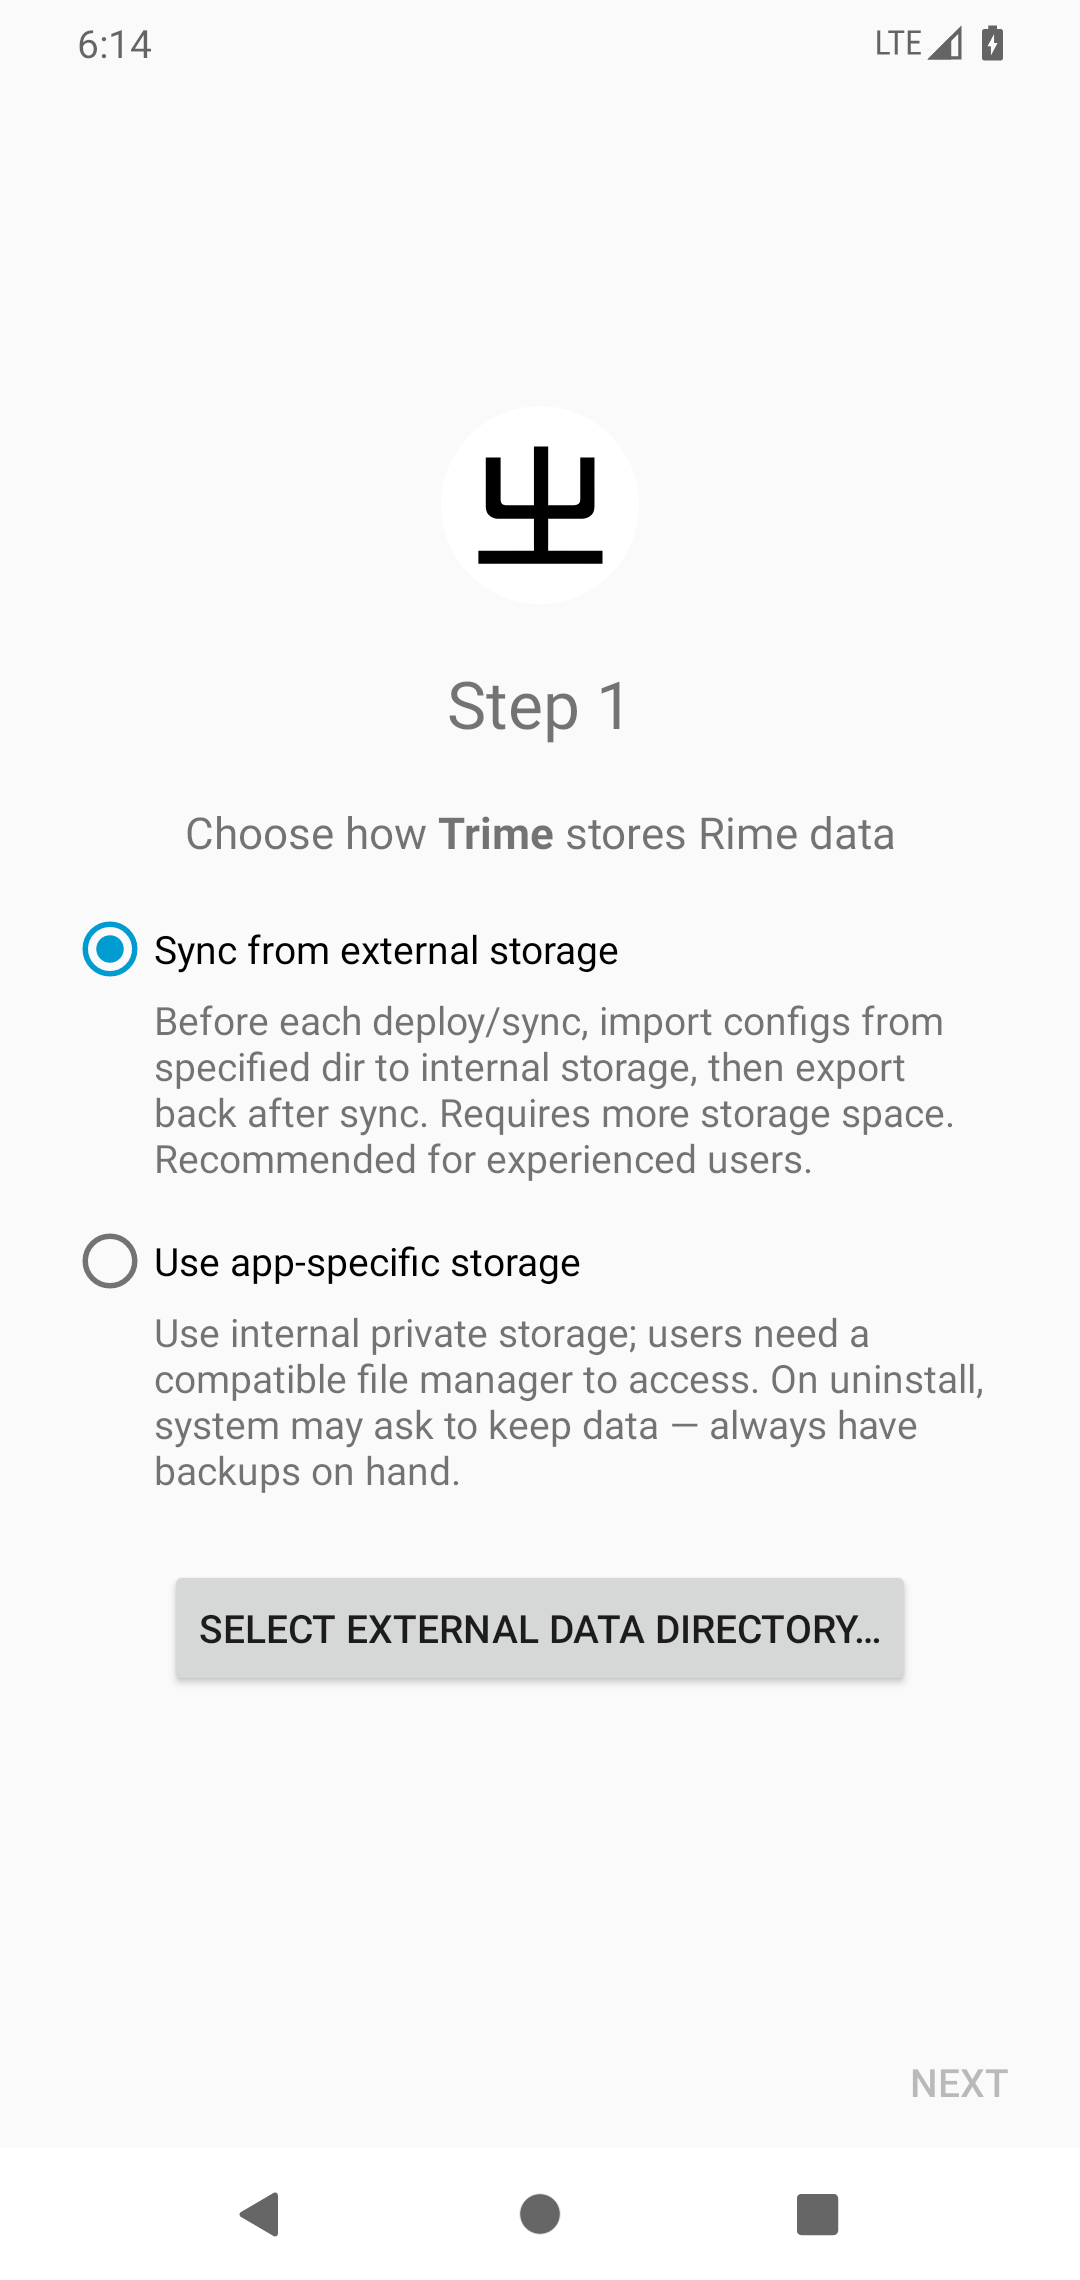 6:14
LTE
㞢
Step 1
Choose how Trime stores Rime data
Sync from external storage
Before each deploy/sync, import configs from
specified dir to internal storage, then export
back after sync. Requires more storage space.
Recommended for experienced users.
Use app-specific storage
Use internal private storage; users need a
compatible file manager to access. On uninstall,
system may ask to keep data — always have
backups on hand.
SELECT EXTERNAL DATA DIRECTORY…
NEXT